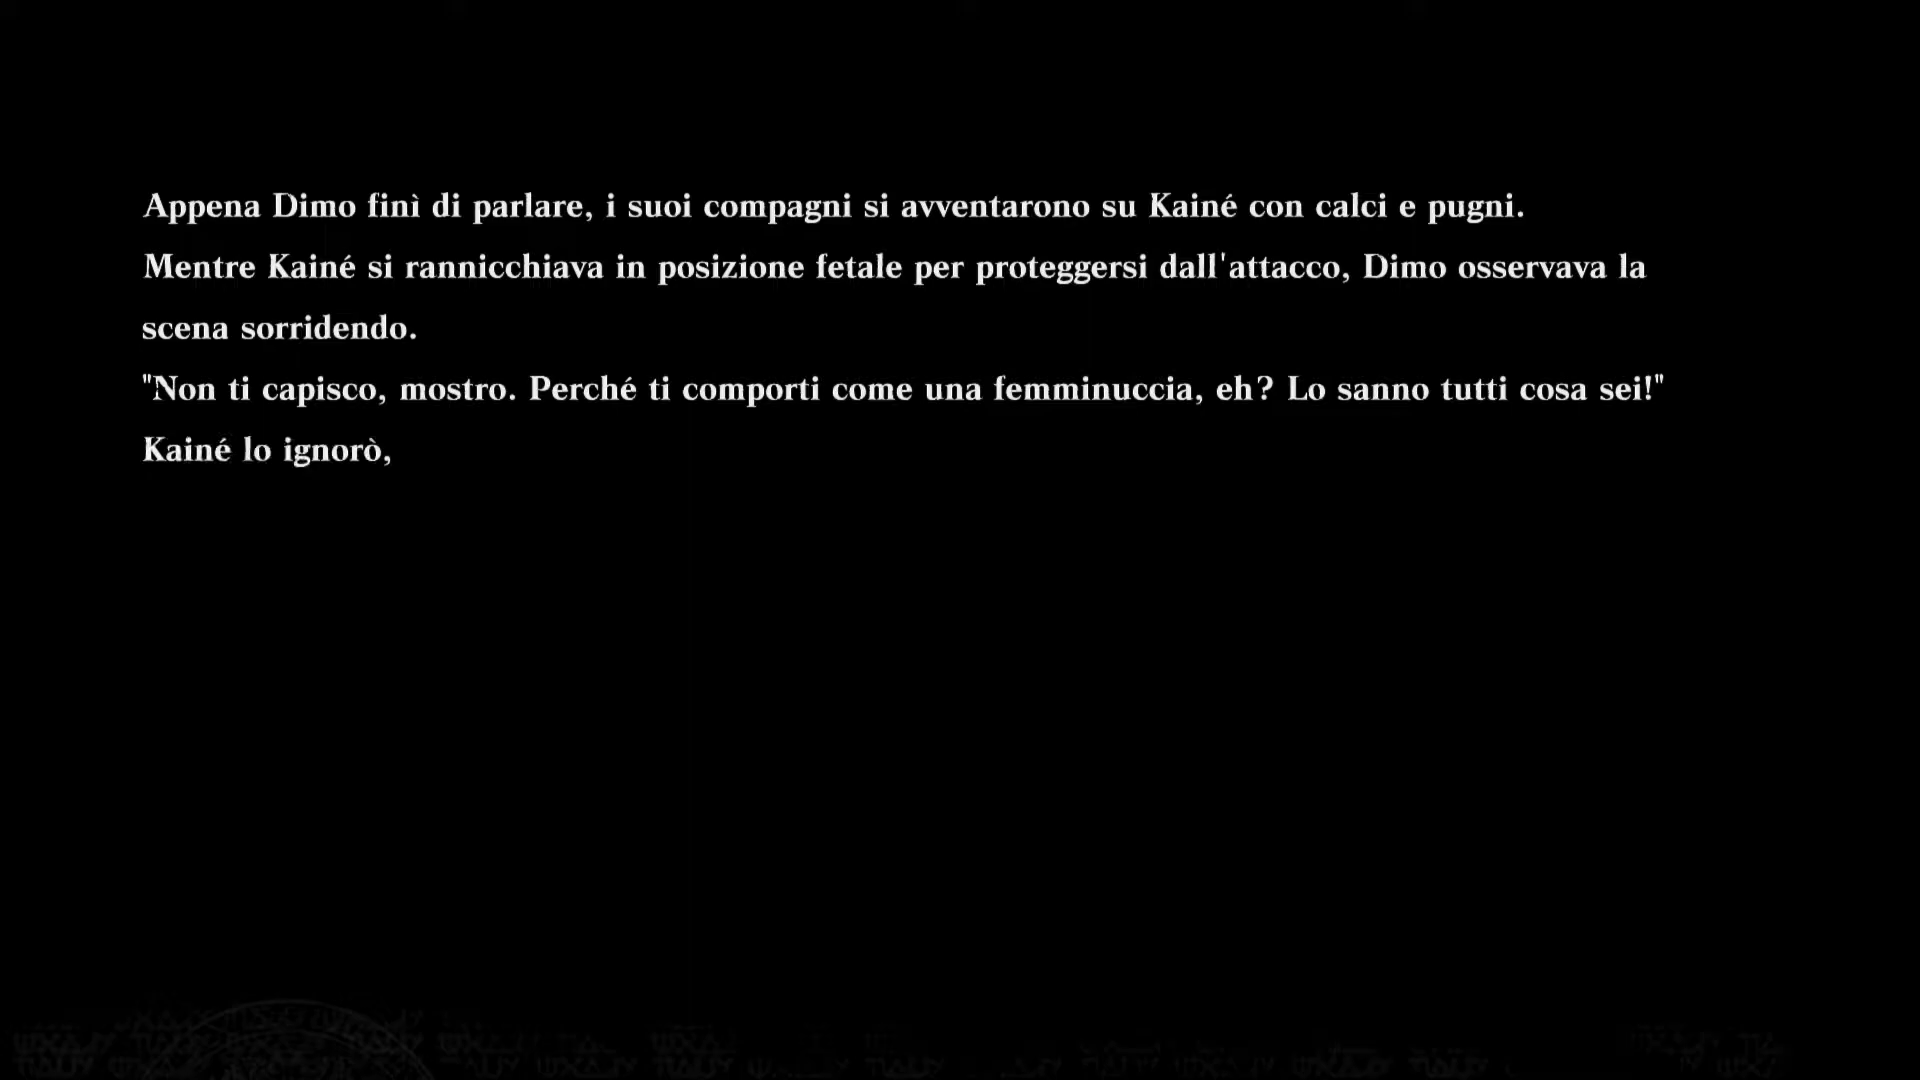 Appena Dimo finì di parlare, i suoi compagni si avventarono su Kainé con calci e pugni.
Mentre Kainé si rannicchiava in posizione fetale per proteggersi dall'attacco, Dimo osservava la
scena sorridendo.
"Non ti capisco, mostro. Perché ti comporti come una femminuccia, eh? Lo sanno tutti cosa sei!"
Kainé lo ignorò,